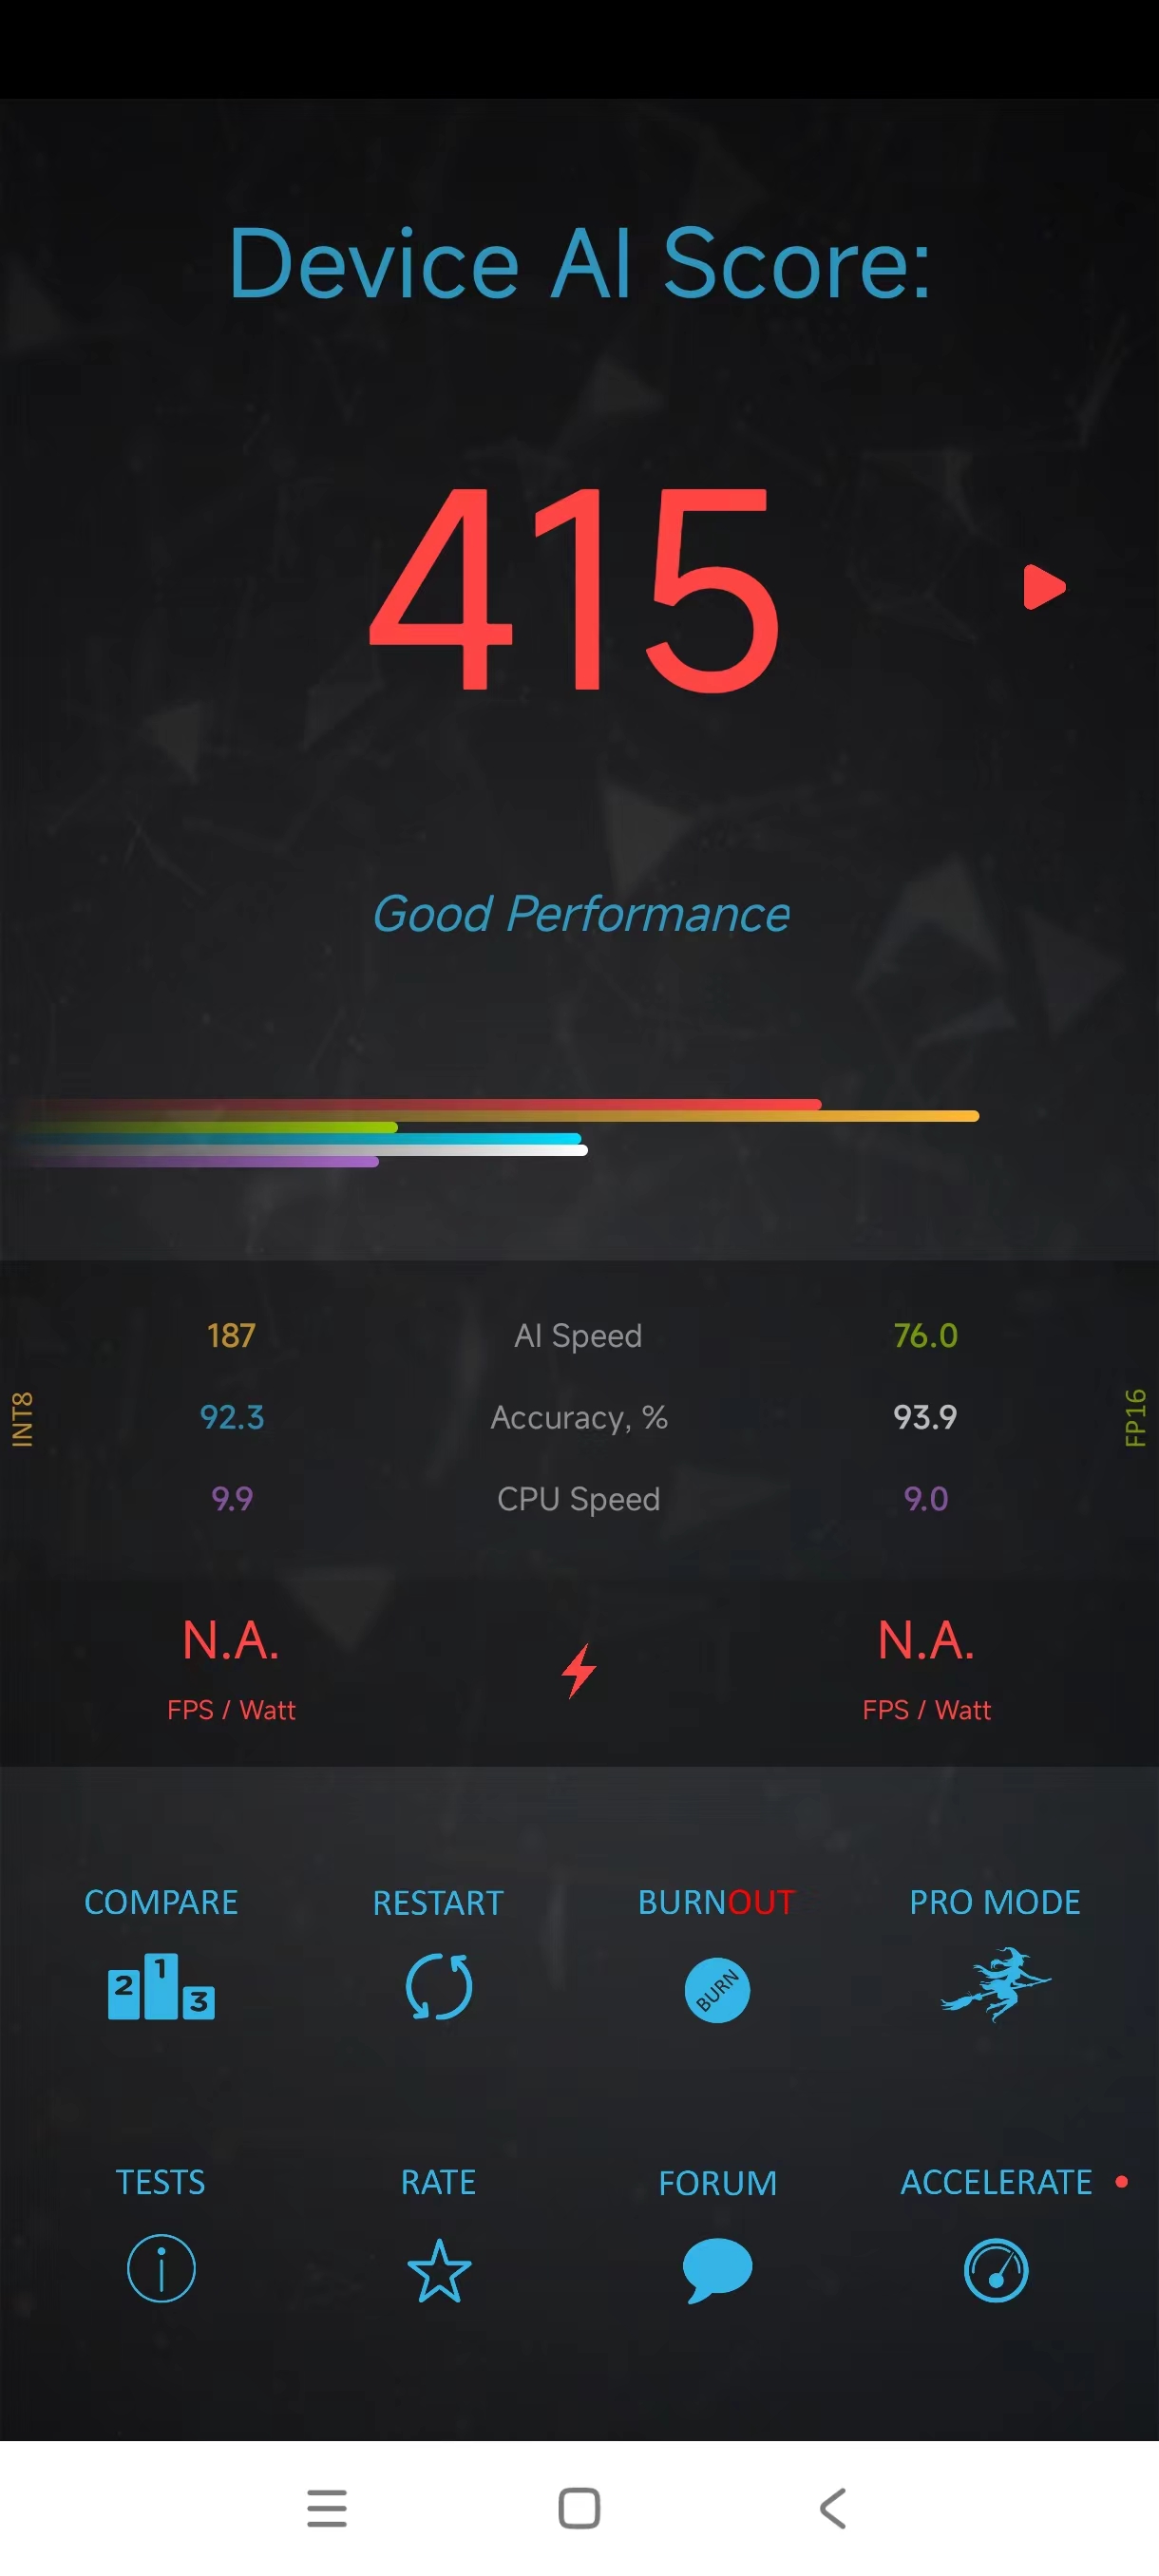 Device AI Score:
415
Good Performance
INT8
187 AI Speed 76.0
92.3 Accuracy, % 93.9
9.9 CPU Speed 9.0
FP16
N.A. N.A.
FPS / Watt FPS / Watt
COMPARE RESTART BURNOUT PRO MODE
2 1 3 BURN
TESTS RATE FORUM ACCELERATE